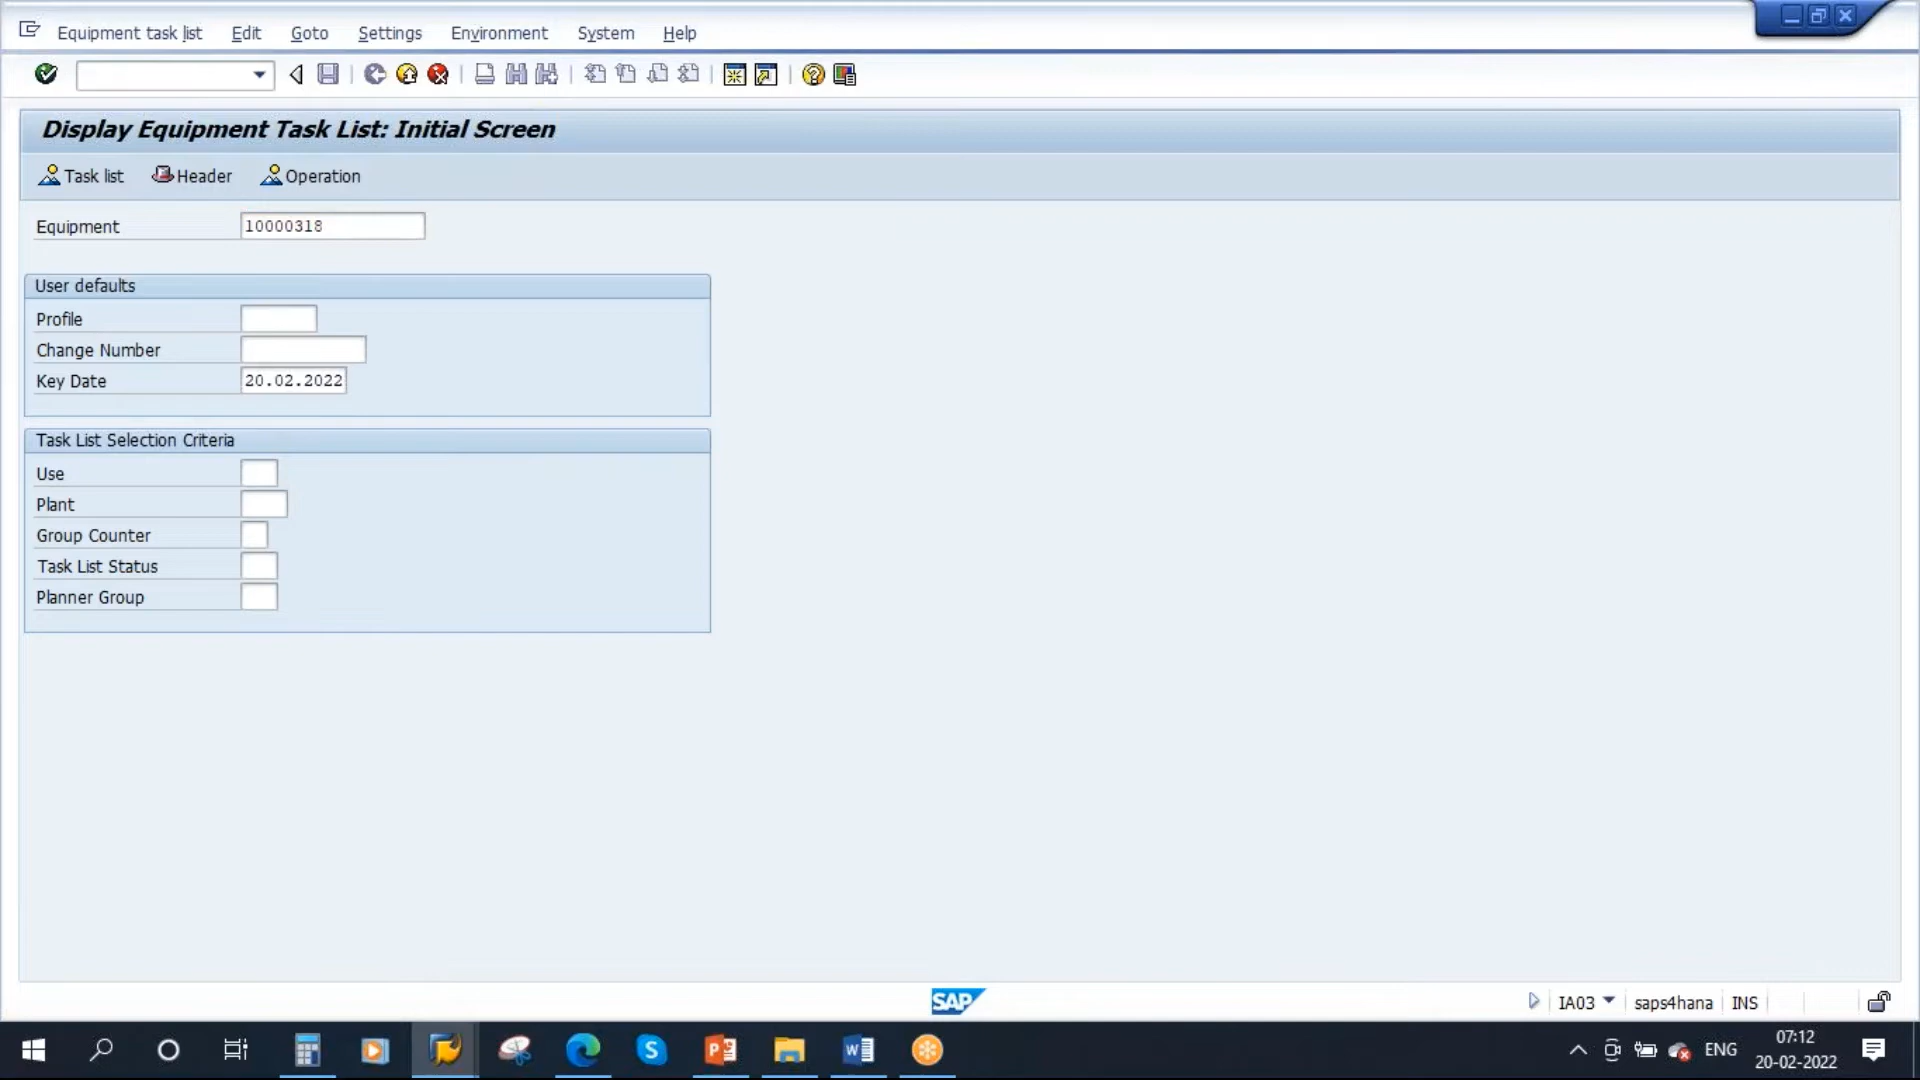 Equipment task list Edit Goto Settings Environment System Help
Display Equipment Task List: Initial Screen
Task list Header Operation
Equipment 10000318
User defaults
Profile
Change Number
Key Date 20.02.2022
Task List Selection Criteria
Use
Plant
Group Counter
Task List Status
Planner Group
SAP
IA03 saps4hana INS
ENG
07:12
20-02-2022